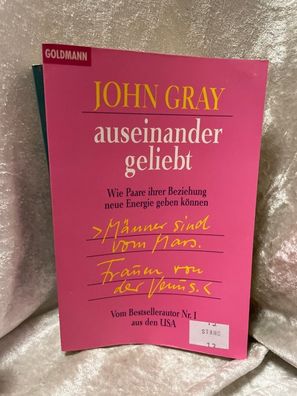 GOLDMANN
JOHN GRAY
auseinander
geliebt
Wie Paare ihrer Beziehung
neue Energie geben können
>Männer sind
vom Mars.
Frauen von
der Venus.<
Vom Bestsellerautor Nr. 1
aus den USA
13